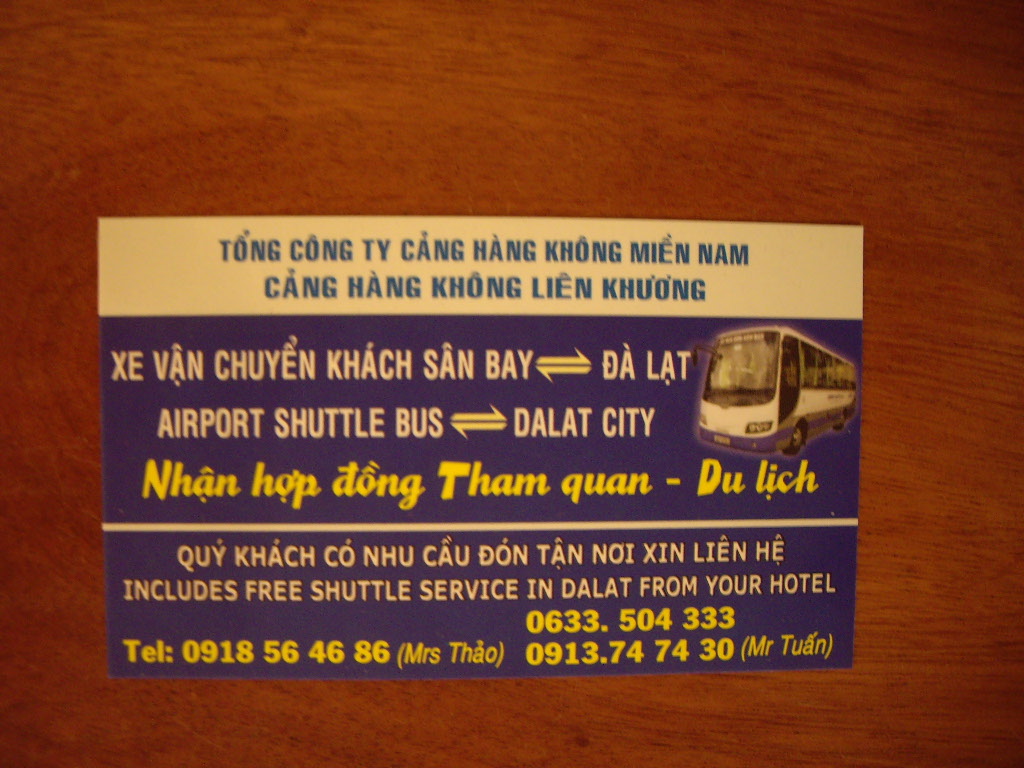 TỔNG CÔNG TY CẢNG HÀNG KHÔNG MIỀN NAM
CẢNG HÀNG KHÔNG LIÊN KHƯƠNG
XE VẬN CHUYỂN KHÁCH SÂN BAY ⇌ ĐÀ LẠT
AIRPORT SHUTTLE BUS ⇌ DALAT CITY
Nhận hợp đồng Tham quan - Du lịch
QUÝ KHÁCH CÓ NHU CẦU ĐÓN TẬN NƠI XIN LIÊN HỆ
INCLUDES FREE SHUTTLE SERVICE IN DALAT FROM YOUR HOTEL
0633. 504 333
Tel: 0918 56 46 86 (Mrs Thảo) 0913.74 74 30 (Mr Tuấn)